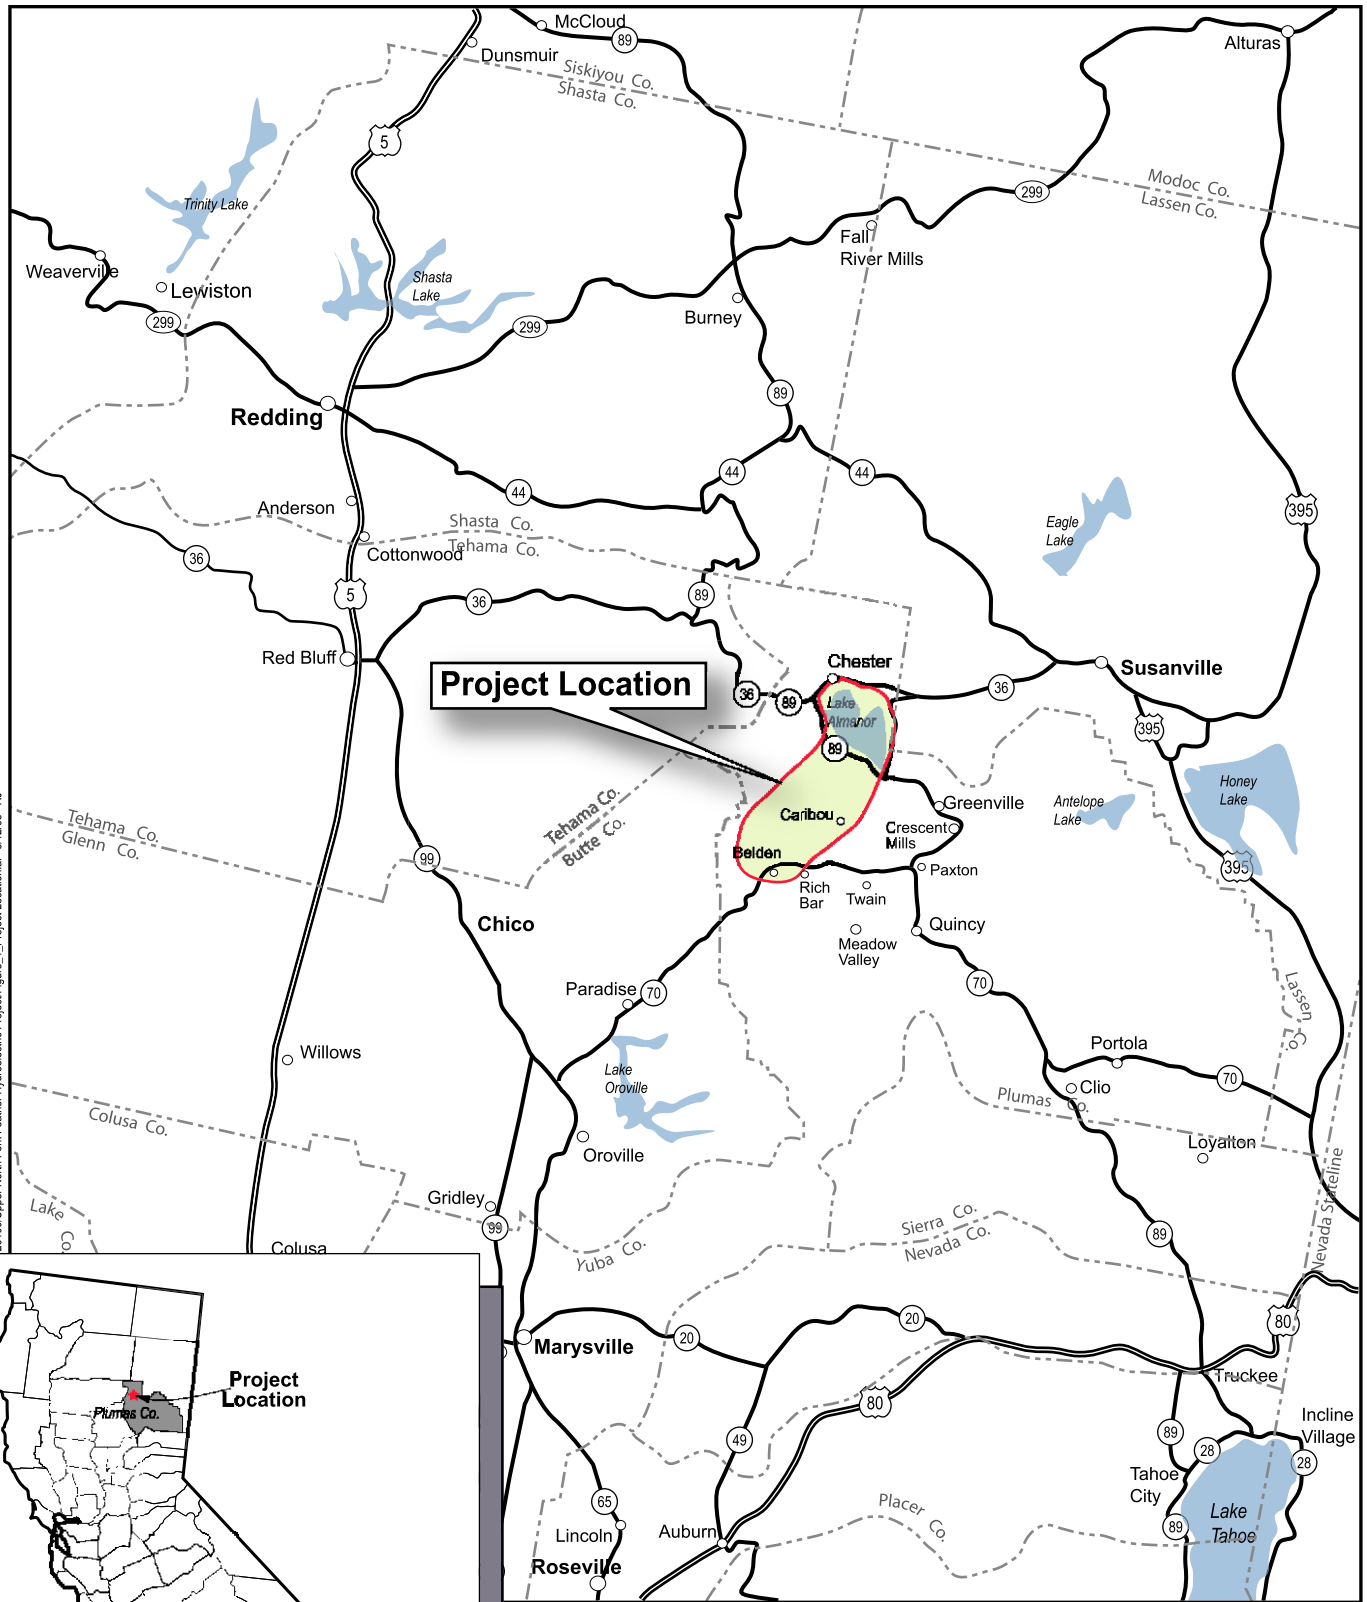 McCloud
89
Dunsmuir
Alturas
Siskiyou Co.
Shasta Co.
5
Modoc Co.
Lassen Co.
299
Trinity Lake
Fall
River Mills
Weaverville
Lewiston
Shasta
Lake
299
299
Burney
89
Redding
44
44
44
Anderson
395
Shasta Co.
Tehama Co.
Cottonwood
Eagle
Lake
36
5
36
89
Red Bluff
Chester
Susanville
Project Location
36
89
36
Lake
Almanor
395
89
Honey
Lake
Antelope
Lake
Greenville
Caribou
Crescent
Mills
Tehama Co.
Butte Co.
Tehama Co.
Glenn Co.
99
Belden
395
Paxton
Rich
Bar
Twain
Chico
Quincy
Meadow
Valley
70
Paradise
70
Lassen Co.
Willows
Portola
Lake
Oroville
70
Clio
Plumas Co.
Colusa Co.
Loyalton
Oroville
Nevada Stateline
Lake Co.
Gridley
99
Sierra Co.
Nevada Co.
89
Colusa
Yuba Co.
80
20
20
Marysville
Truckee
Project
Location
Plumas Co.
80
Incline
Village
89
28
28
49
Tahoe
City
65
Placer Co.
Lake
Tahoe
89
Lincoln
Auburn
Roseville